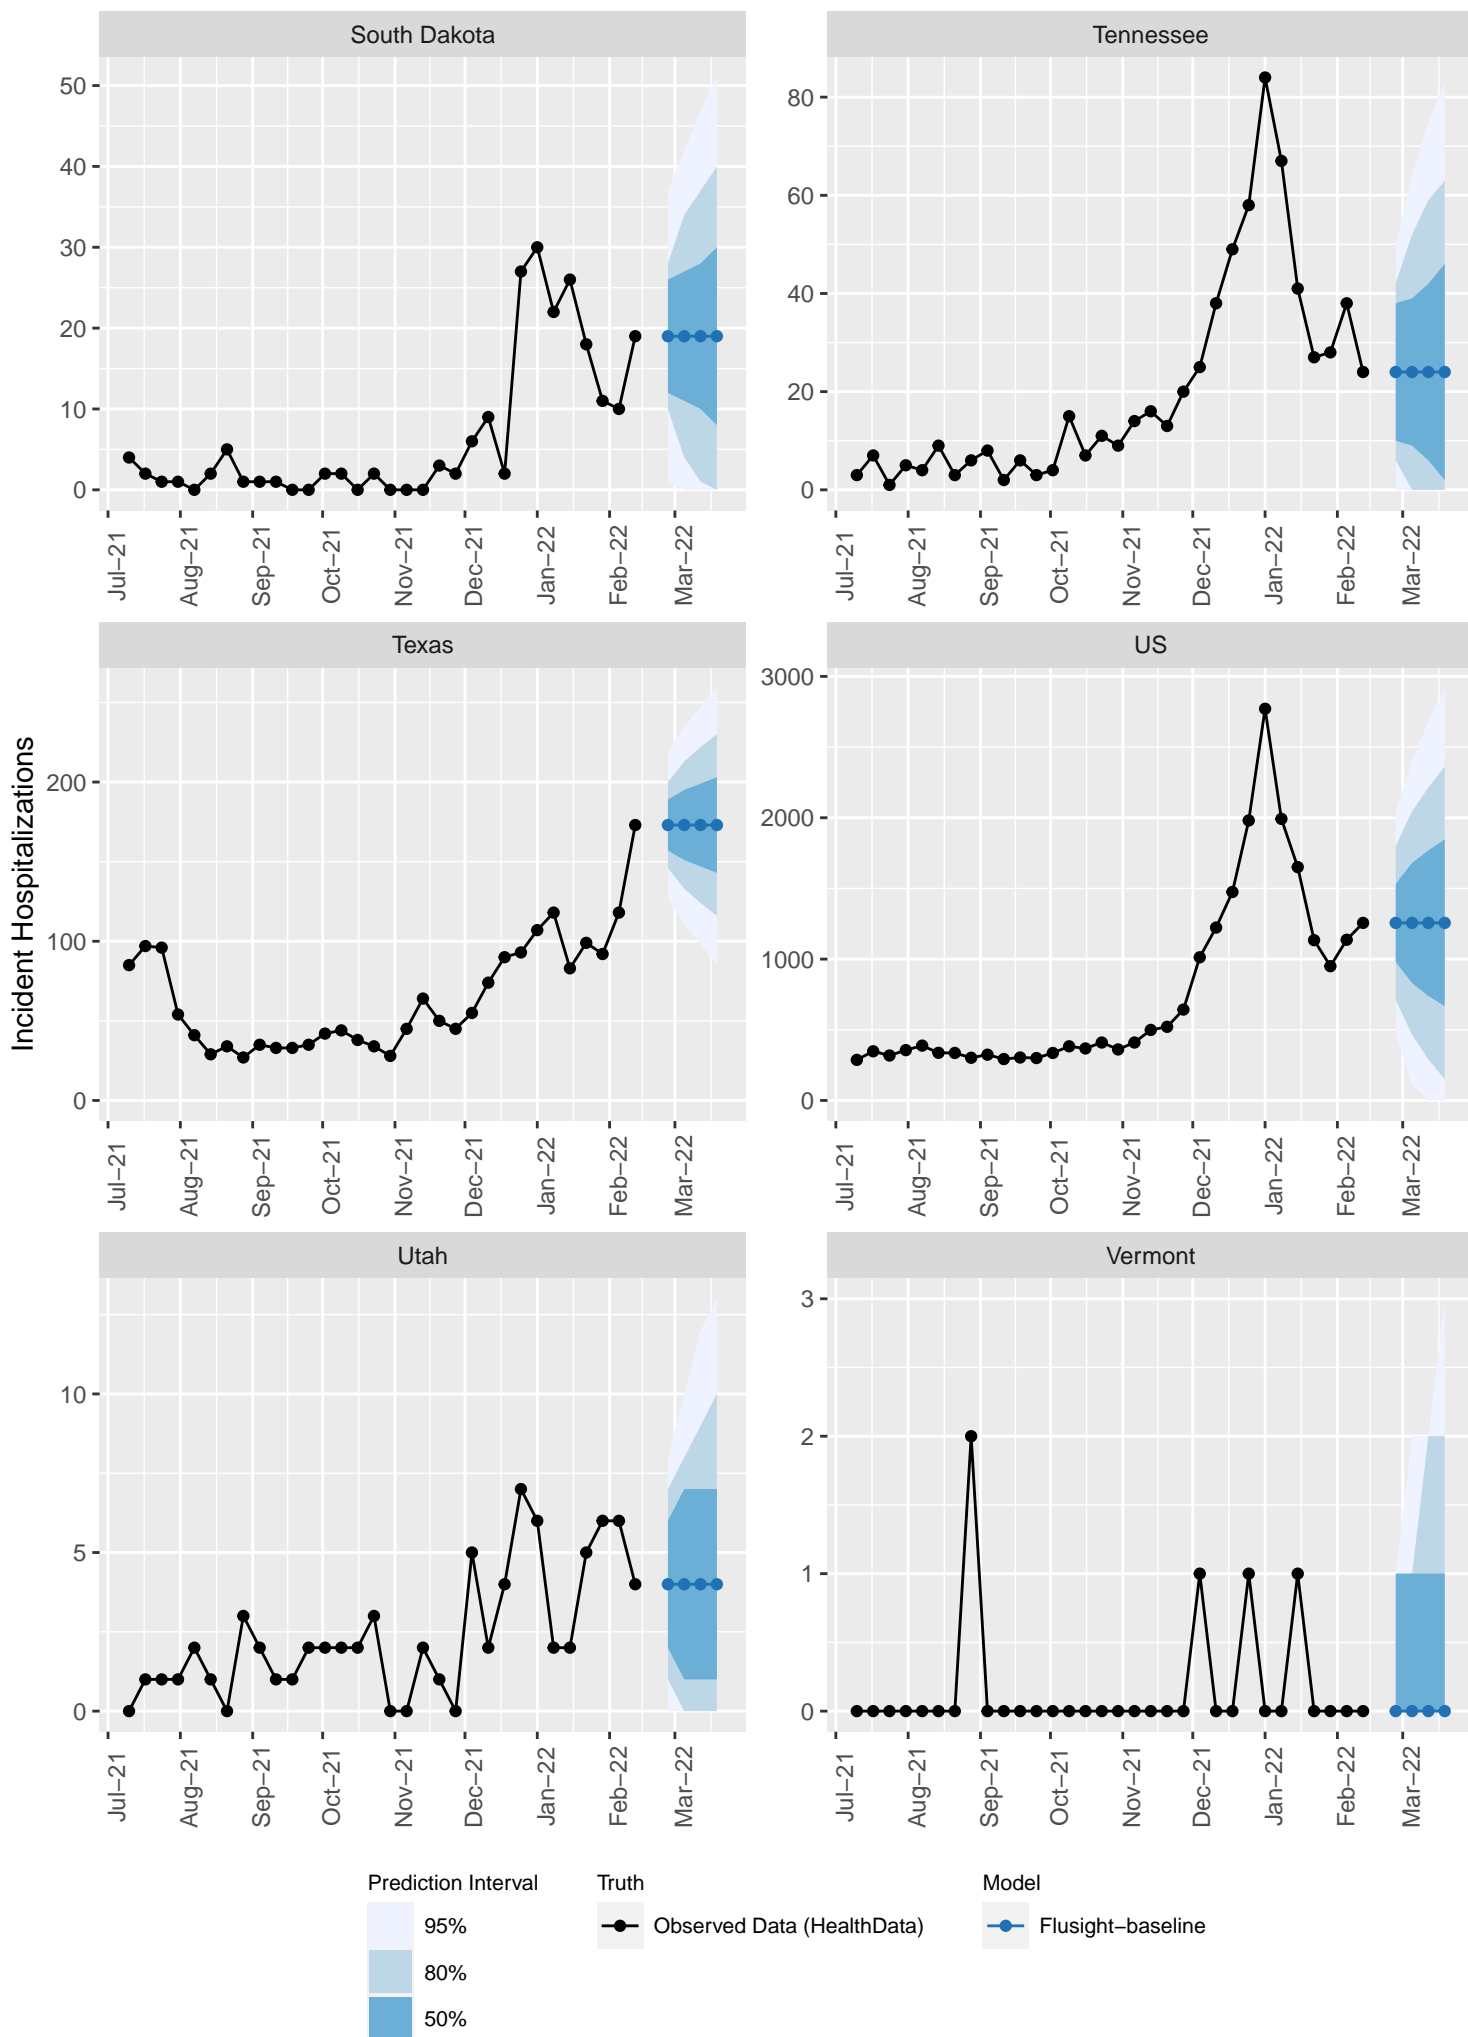 South Dakota
Tennessee
50
40
30
20
10
0
80
60
40
20
0
Jul–21
Aug–21
Sep–21
Oct–21
Nov–21
Dec–21
Jan–22
Feb–22
Mar–22
Jul–21
Aug–21
Sep–21
Oct–21
Nov–21
Dec–21
Jan–22
Feb–22
Mar–22
Incident Hospitalizations
Texas
US
200
100
0
3000
2000
1000
0
Jul–21
Aug–21
Sep–21
Oct–21
Nov–21
Dec–21
Jan–22
Feb–22
Mar–22
Jul–21
Aug–21
Sep–21
Oct–21
Nov–21
Dec–21
Jan–22
Feb–22
Mar–22
Utah
Vermont
10
5
0
3
2
1
0
Jul–21
Aug–21
Sep–21
Oct–21
Nov–21
Dec–21
Jan–22
Feb–22
Mar–22
Jul–21
Aug–21
Sep–21
Oct–21
Nov–21
Dec–21
Jan–22
Feb–22
Mar–22
Prediction Interval
95%
80%
50%
Truth
Observed Data (HealthData)
Model
Flusight–baseline